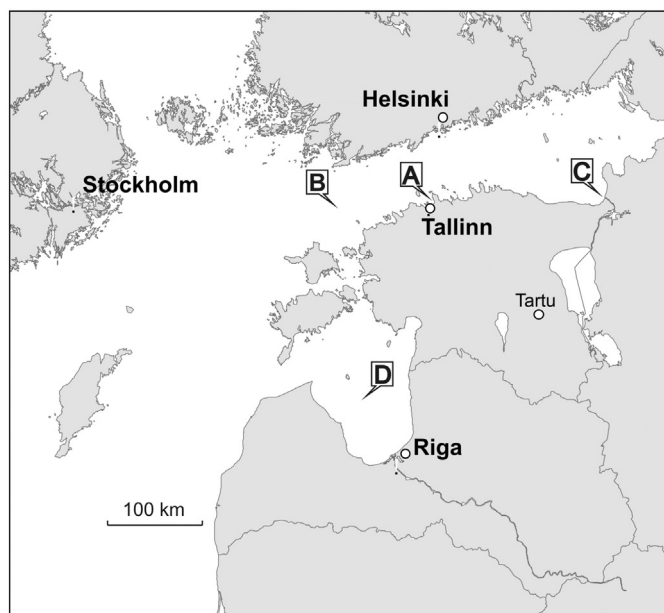 Helsinki
A
B
C
Stockholm
Tallinn
Tartu
D
Riga
100 km